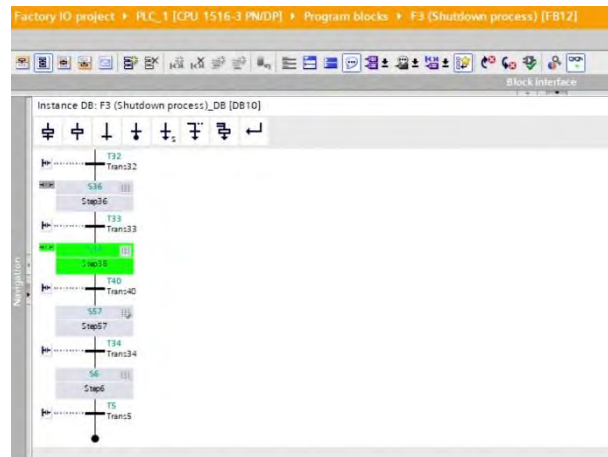 Factory IO project ▸ PLC_1 [CPU 1516-3 PN/DP] ▸ Program blocks ▸ F3 (Shutdown process) [FB12]
Block interface
Instance DB: F3 (Shutdown process)_DB [DB10]
T32
Trans32
S36
Step36
T33
Trans33
Step38
T40
Trans40
S57
Step57
T34
Trans34
S6
Step6
T5
Trans5
Navigation